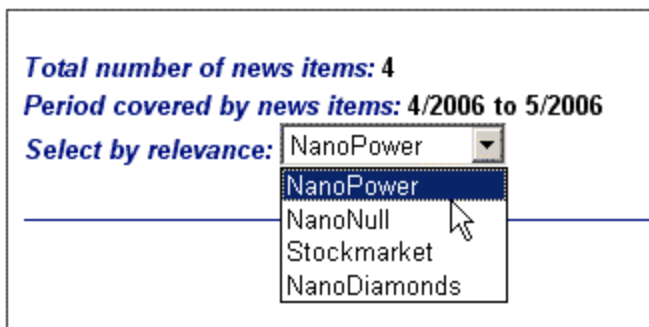 Total number of news items: 4
Period covered by news items: 4/2006 to 5/2006
Select by relevance: NanoPower
NanoPower
NanoNull
Stockmarket
NanoDiamonds